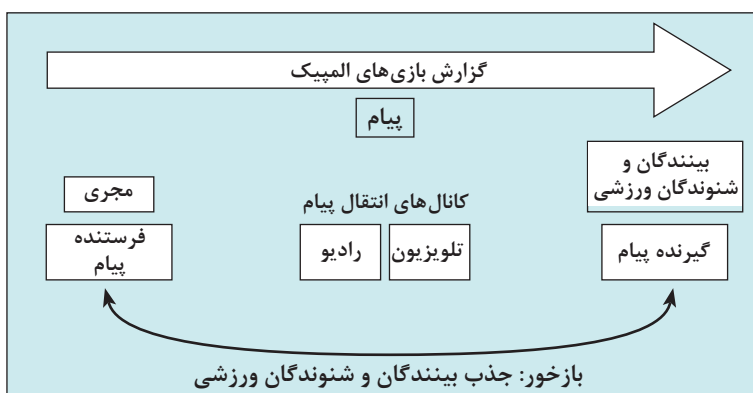 گزارش بازی‌های المپیک
پیام
بینندگان و
شنوندگان ورزشی
مجری
کانال‌های انتقال پیام
گیرنده پیام
تلویزیون
رادیو
فرستنده
پیام
بازخور: جذب بینندگان و شنوندگان ورزشی